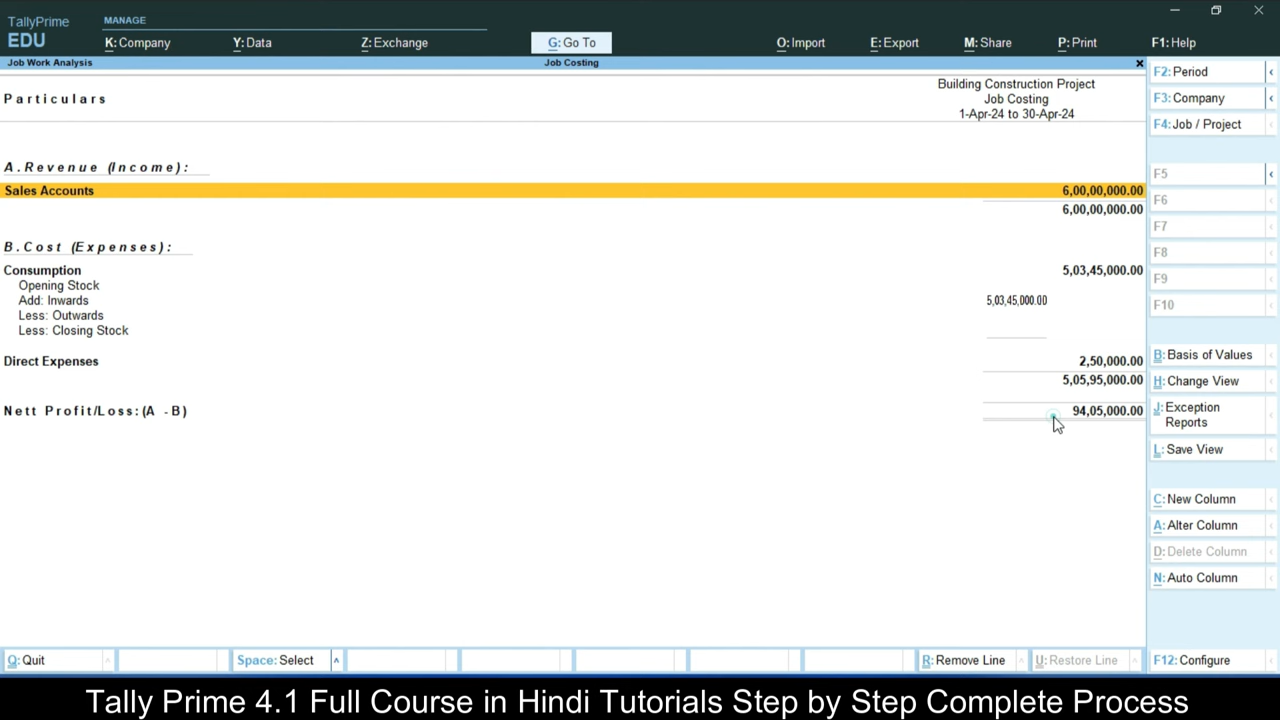 TallyPrime
EDU
MANAGE
K: Company
Y: Data
Z: Exchange
G: Go To
O: Import
E: Export
M: Share
P: Print
F1: Help
Job Work Analysis
Job Costing
F2: Period
F3: Company
F4: Job / Project
F5
F6
F7
F8
F9
F10
B: Basis of Values
H: Change View
J: Exception
Reports
L: Save View
C: New Column
A: Alter Column
D: Delete Column
N: Auto Column
Particulars
Building Construction Project
Job Costing
1-Apr-24 to 30-Apr-24
A. Revenue (Income):
Sales Accounts 6,00,00,000.00
6,00,00,000.00
B. Cost (Expenses):
Consumption 5,03,45,000.00
Opening Stock
Add: Inwards 5,03,45,000.00
Less: Outwards
Less: Closing Stock
Direct Expenses 2,50,000.00
5,05,95,000.00
Nett Profit/Loss: (A - B) 94,05,000.00
Q: Quit
Space: Select
R: Remove Line
U: Restore Line
F12: Configure
Tally Prime 4.1 Full Course in Hindi Tutorials Step by Step Complete Process